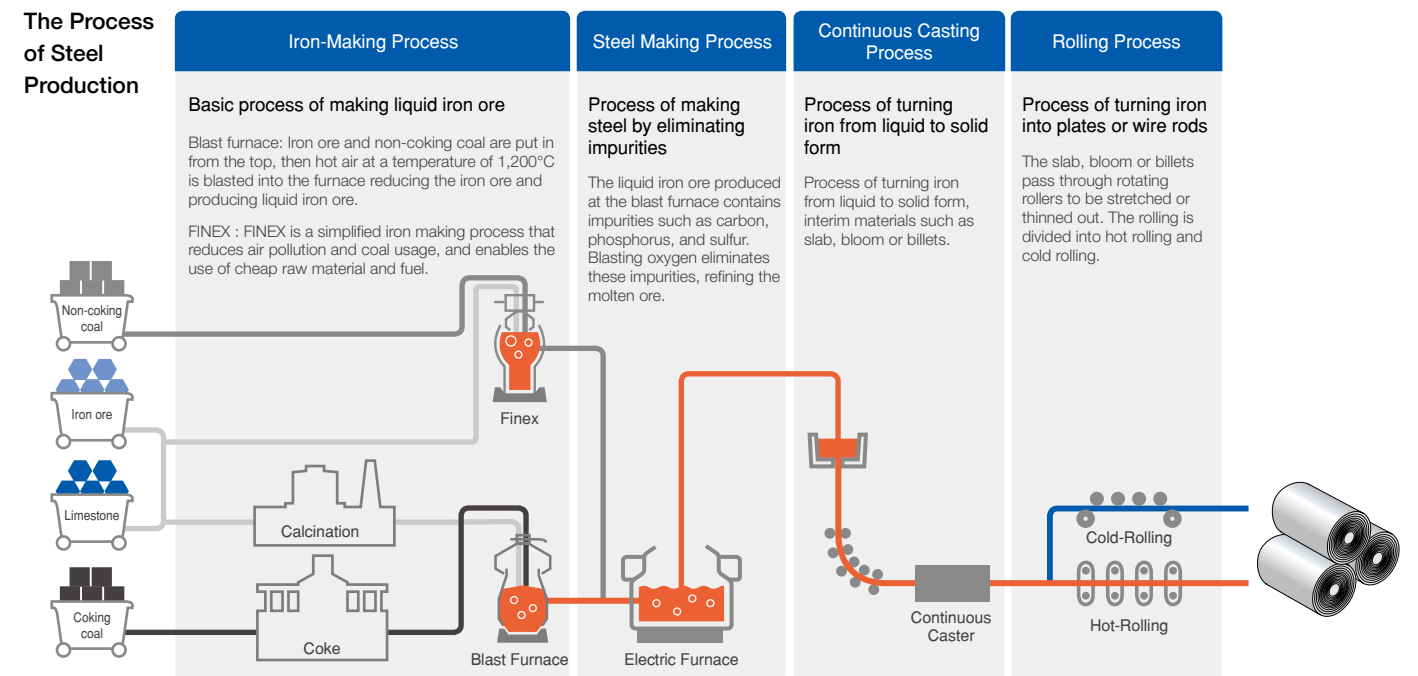 The Process
of Steel
Production
Iron-Making Process
Basic process of making liquid iron ore
Blast furnace: Iron ore and non-coking coal are put in
from the top, then hot air at a temperature of 1,200°C
is blasted into the furnace reducing the iron ore and
producing liquid iron ore.
FINEX : FINEX is a simplified iron making process that
reduces air pollution and coal usage, and enables the
use of cheap raw material and fuel.
Steel Making Process
Process of making
steel by eliminating
impurities
The liquid iron ore produced
at the blast furnace contains
impurities such as carbon,
phosphorus, and sulfur.
Blasting oxygen eliminates
these impurities, refining the
molten ore.
Continuous Casting
Process
Process of turning
iron from liquid to solid
form
Process of turning iron
from liquid to solid form,
interim materials such as
slab, bloom or billets.
Rolling Process
Process of turning iron
into plates or wire rods
The slab, bloom or billets
pass through rotating
rollers to be stretched or
thinned out. The rolling is
divided into hot rolling and
cold rolling.
Non-coking
coal
Iron ore
Limestone
Coking
coal
Finex
Calcination
Coke
Blast Furnace
Electric Furnace
Continuous
Caster
Cold-Rolling
Hot-Rolling